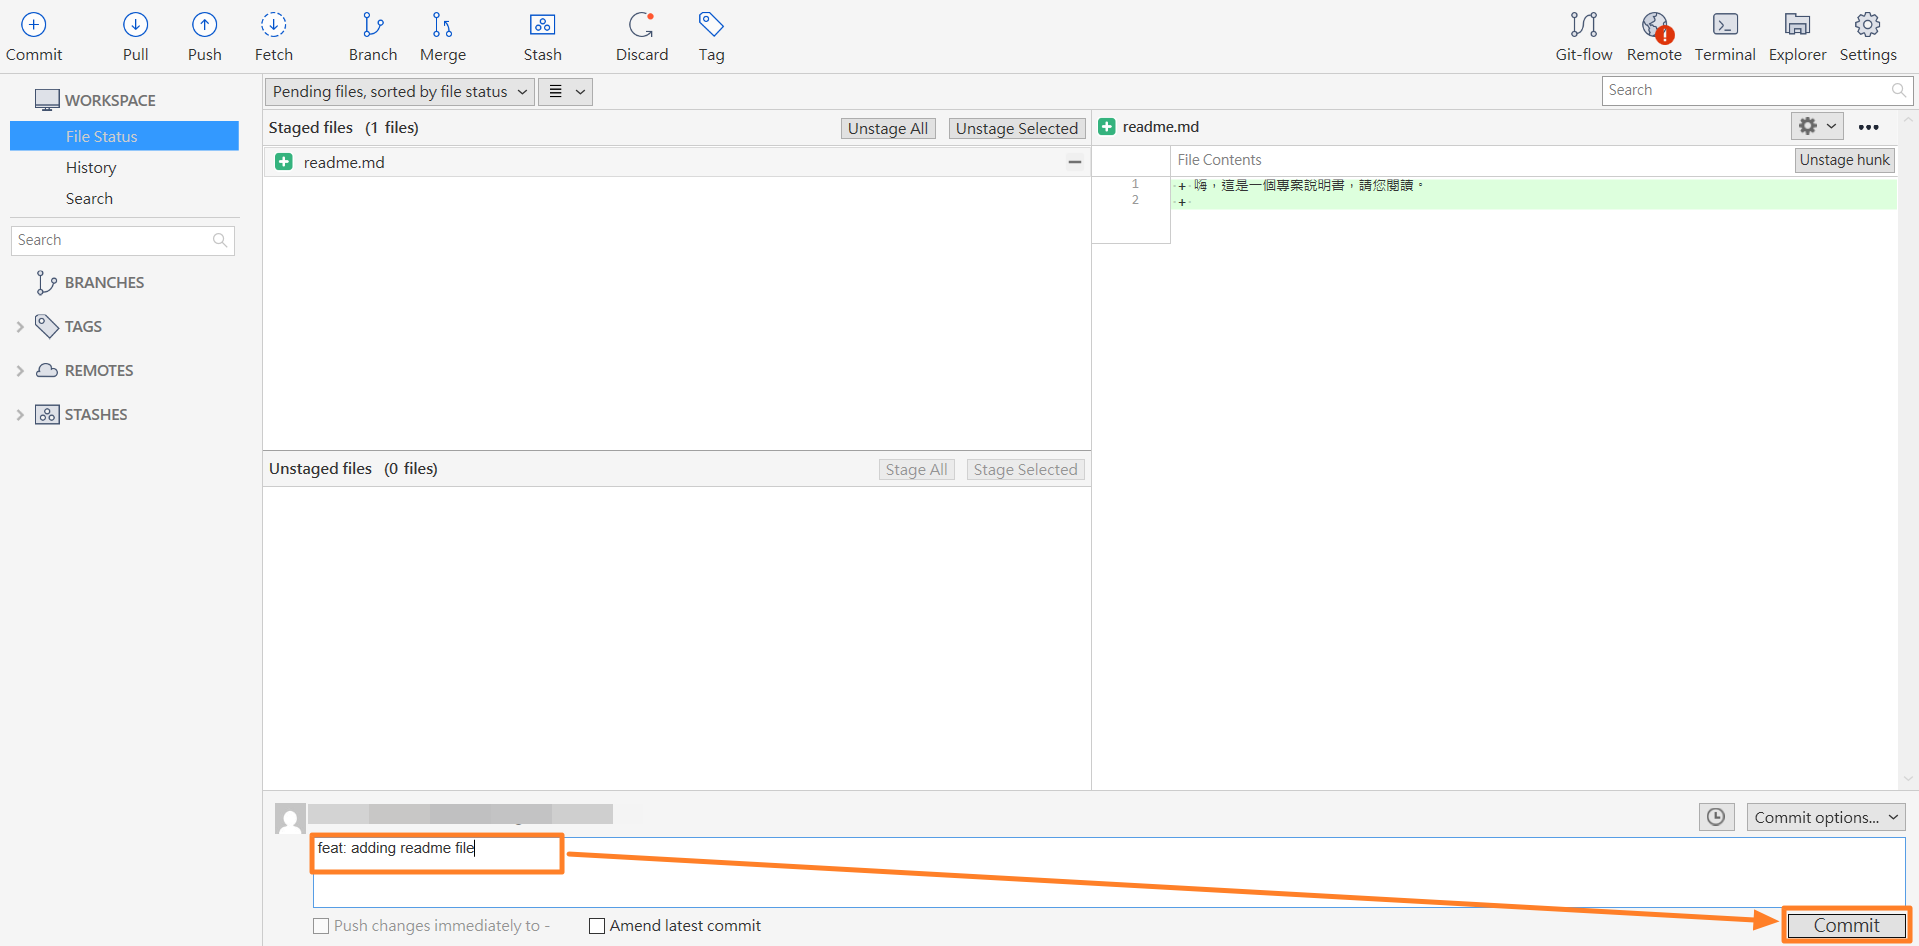 Commit Pull Push Fetch Branch Merge Stash Discard Tag Git-flow Remote Terminal Explorer Settings
WORKSPACE
File Status
History
Search
Search
BRANCHES
TAGS
REMOTES
STASHES
Pending files, sorted by file status
Search
Staged files (1 files) Unstage All Unstage Selected
readme.md
Unstaged files (0 files) Stage All Stage Selected
readme.md
File Contents Unstage hunk
1 + 嗨，這是一個專案說明書，請您閱讀。
2 +
Commit options...
feat: adding readme file
Push changes immediately to -
Amend latest commit
Commit